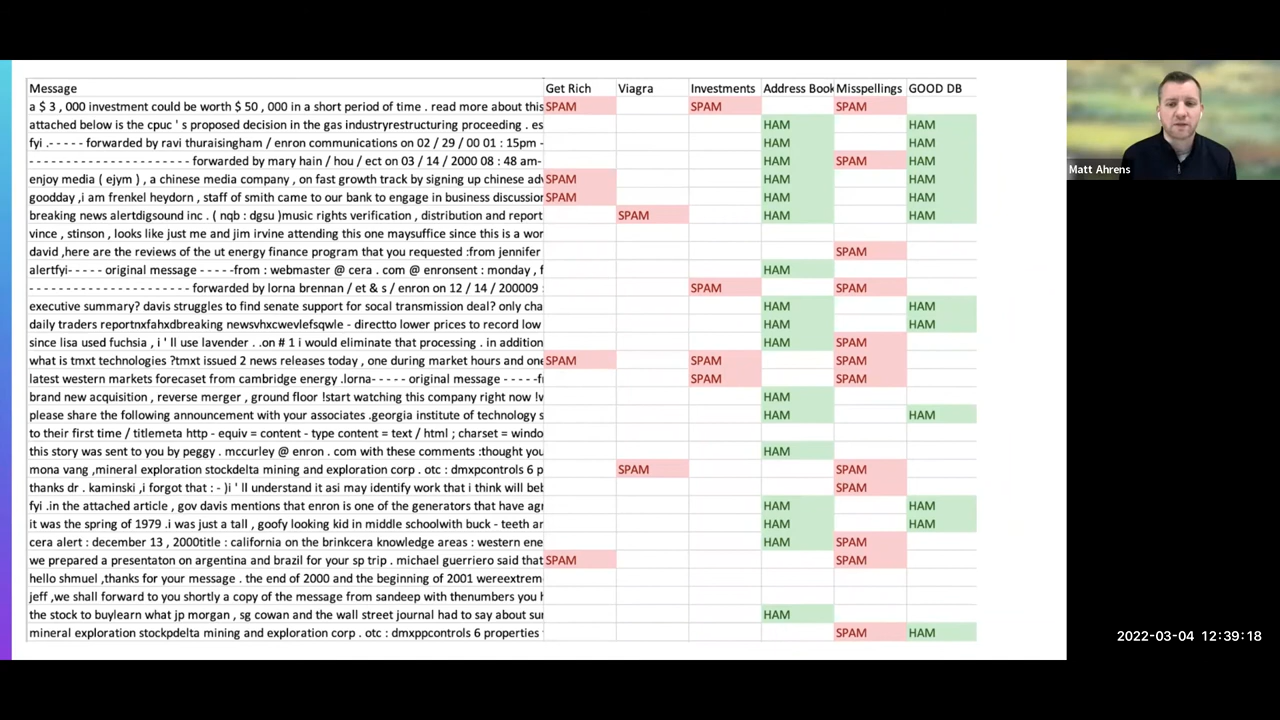 Message Get Rich Viagra Investments Address Book Misspellings GOOD DB
a $ 3 , 000 investment could be worth $ 50 , 000 in a short period of time . read more about this SPAM SPAM SPAM
attached below is the cpuc ' s proposed decision in the gas industryrestructuring proceeding . es HAM HAM
fyi .- - - - - forwarded by ravi thuraisingham / enron communications on 02 / 29 / 00 01 : 15pm - HAM HAM
- - - - - - - - - - - - - - - - - - - - - - forwarded by mary hain / hou / ect on 03 / 14 / 2000 08 : 48 am- HAM SPAM HAM
enjoy media ( ejym ) , a chinese media company , on fast growth track by signing up chinese adv SPAM HAM HAM
goodday ,i am frenkel heydorn , staff of smith came to our bank to engage in business discussion SPAM HAM HAM
breaking news alertdigsound inc . ( nqb : dgsu )music rights verification , distribution and report SPAM HAM HAM
vince , stinson , looks like just me and jim irvine attending this one maysuffice since this is a wor
david ,here are the reviews of the ut energy finance program that you requested :from jennifer SPAM
alertfyi- - - - - original message - - - - -from : webmaster @ cera . com @ enronsent : monday , f HAM
- - - - - - - - - - - - - - - - - - - - - - forwarded by lorna brennan / et & s / enron on 12 / 14 / 200009 : SPAM SPAM
executive summary? davis struggles to find senate support for socal transmission deal? only cha HAM HAM
daily traders reportnxfahxdbreaking newsvhxcwevlefsqwle - directto lower prices to record low HAM HAM
since lisa used fuchsia , i ' ll use lavender . .on # 1 i would eliminate that processing . in addition HAM SPAM
what is tmxt technologies ?tmxt issued 2 news releases today , one during market hours and one SPAM SPAM SPAM
latest western markets forecaset from cambridge energy .lorna- - - - - original message - - - - -fr SPAM SPAM
brand new acquisition , reverse merger , ground floor !start watching this company right now !v HAM
please share the following announcement with your associates .georgia institute of technology s HAM HAM
to their first time / titlemeta http - equiv = content - type content = text / html ; charset = windo
this story was sent to you by peggy . mccurley @ enron . com with these comments :thought you HAM
mona vang ,mineral exploration stockdelta mining and exploration corp . otc : dmxpcontrols 6 p SPAM SPAM
thanks dr . kaminski ,i forgot that : - )i ' ll understand it asi may identify work that i think will beb SPAM
fyi .in the attached article , gov davis mentions that enron is one of the generators that have agr HAM HAM
it was the spring of 1979 .i was just a tall , goofy looking kid in middle schoolwith buck - teeth an HAM HAM
cera alert : december 13 , 2000title : california on the brinkcera knowledge areas : western ene HAM SPAM
we prepared a presentaton on argentina and brazil for your sp trip . michael guerriero said that SPAM SPAM
hello shmuel ,thanks for your message . the end of 2000 and the beginning of 2001 wereextrem
jeff ,we shall forward to you shortly a copy of the message from sandeep with thenumbers you h
the stock to buylearn what jp morgan , sg cowan and the wall street journal had to say about sur HAM
mineral exploration stockpdelta mining and exploration corp . otc : dmxppcontrols 6 properties SPAM HAM
Matt Ahrens
2022-03-04 12:39:18